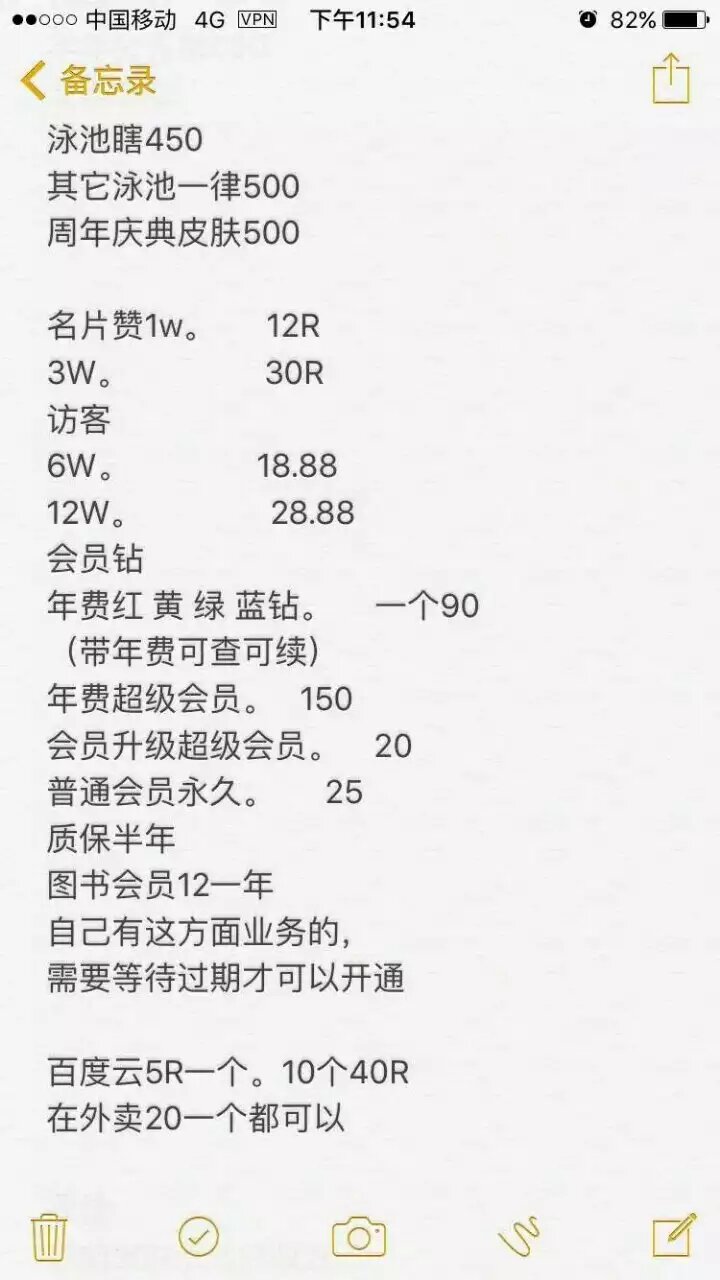 中国移动 4G VPN 下午11:54 82%
备忘录
泳池瞎450
其它泳池一律500
周年庆典皮肤500
名片赞1w。 12R
3W。 30R
访客
6W。 18.88
12W。 28.88
会员钻
年费红 黄 绿 蓝钻。 一个90
（带年费可查可续）
年费超级会员。 150
会员升级超级会员。 20
普通会员永久。 25
质保半年
图书会员12一年
自己有这方面业务的，
需要等待过期才可以开通
百度云5R一个。10个40R
在外卖20一个都可以